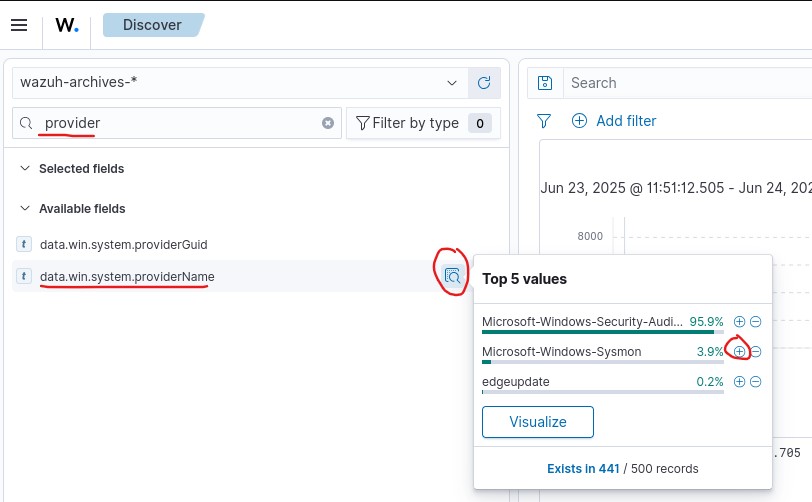 W. Discover
wazuh-archives-*
Search
provider
Filter by type 0
Add filter
Selected fields
Jun 23, 2025 @ 11:51:12.505 - Jun 24, 202
Available fields
8000
t data.win.system.providerGuid
t data.win.system.providerName
Top 5 values
Microsoft-Windows-Security-Audi... 95.9%
Microsoft-Windows-Sysmon 3.9%
edgeupdate 0.2%
Visualize
.705
Exists in 441 / 500 records